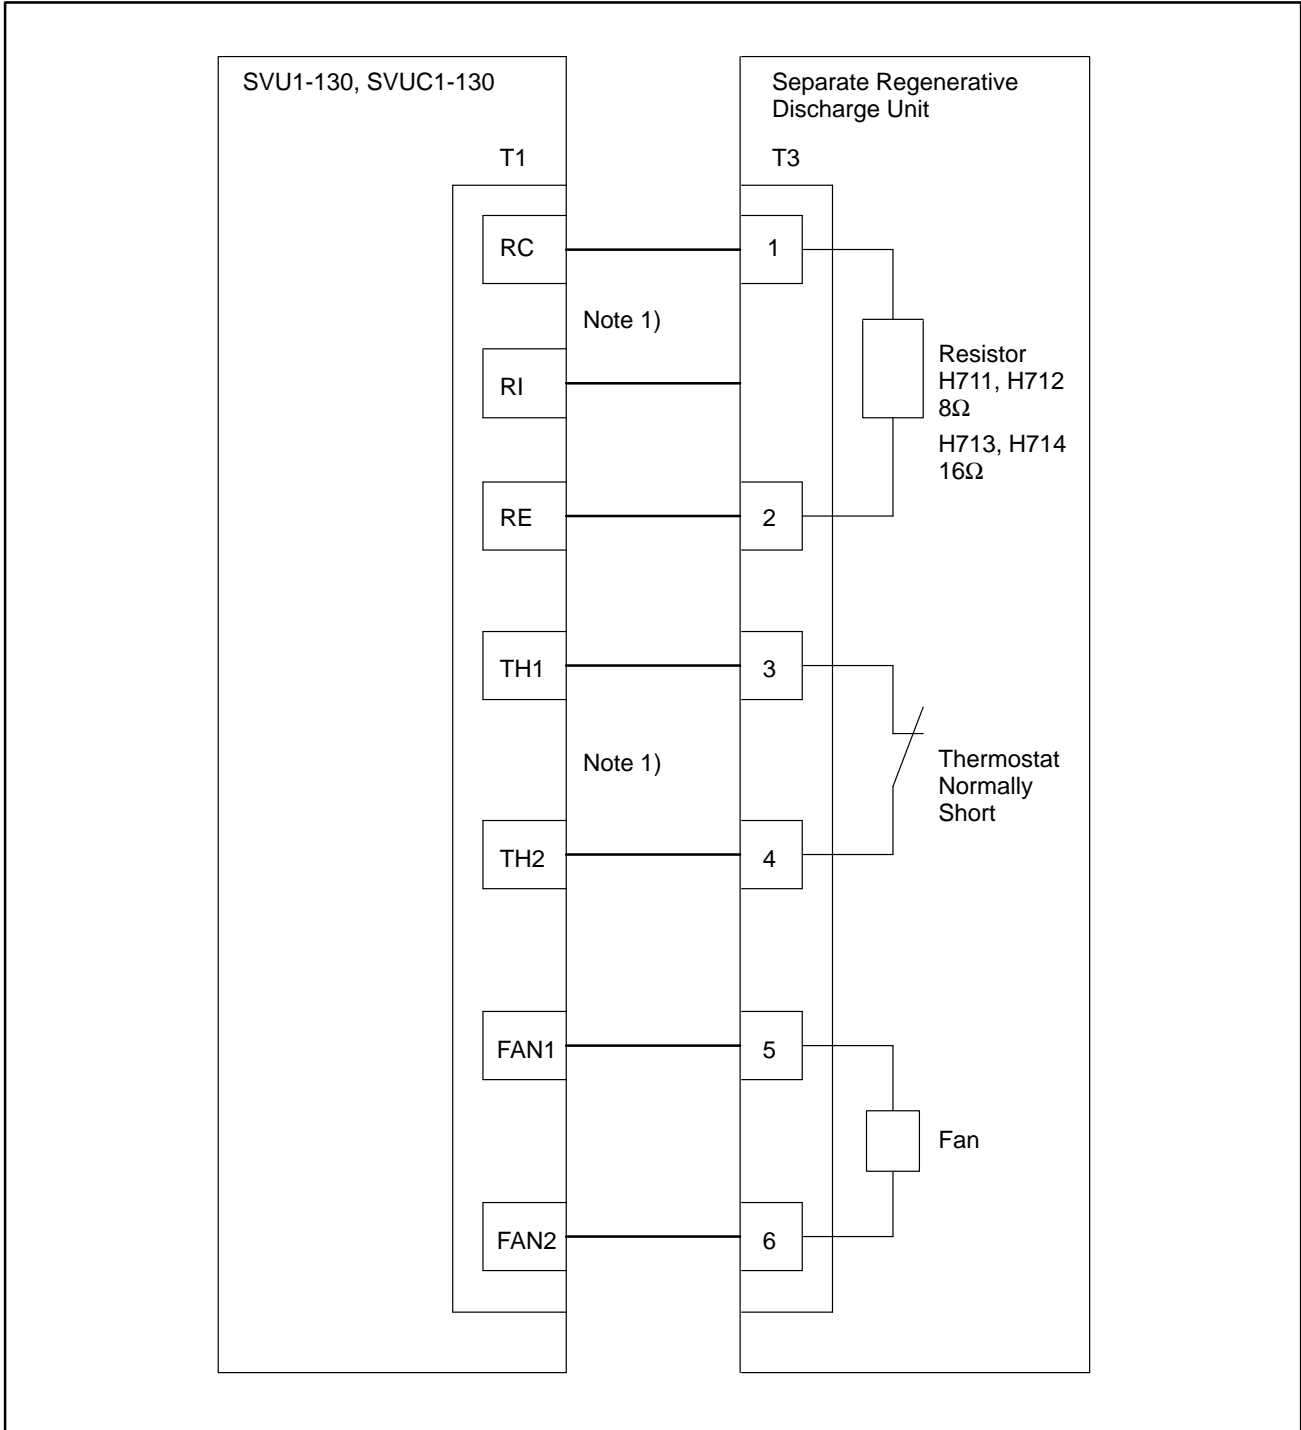 SVU1-130, SVUC1-130
Separate Regenerative
Discharge Unit
T1
T3
RC
1
Note 1)
RI
Resistor
H711, H712
8Ω
H713, H714
16Ω
RE
2
TH1
3
Note 1)
Thermostat
Normally
Short
TH2
4
FAN1
5
Fan
FAN2
6